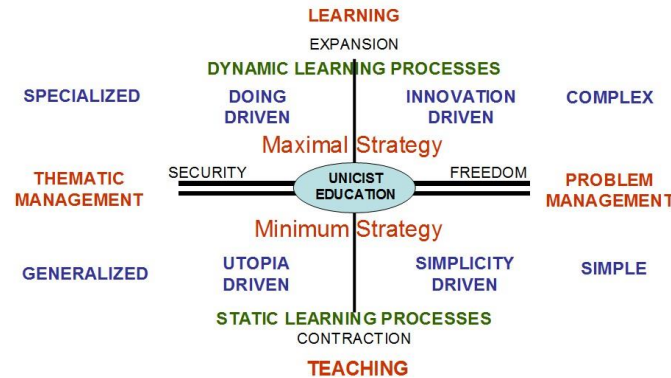 LEARNING
EXPANSION
DYNAMIC LEARNING PROCESSES
SPECIALIZED
DOING
DRIVEN
INNOVATION
DRIVEN
COMPLEX
Maximal Strategy
THEMATIC
MANAGEMENT
SECURITY
UNICIST
EDUCATION
FREEDOM
PROBLEM
MANAGEMENT
Minimum Strategy
GENERALIZED
UTOPIA
DRIVEN
SIMPLICITY
DRIVEN
SIMPLE
STATIC LEARNING PROCESSES
CONTRACTION
TEACHING